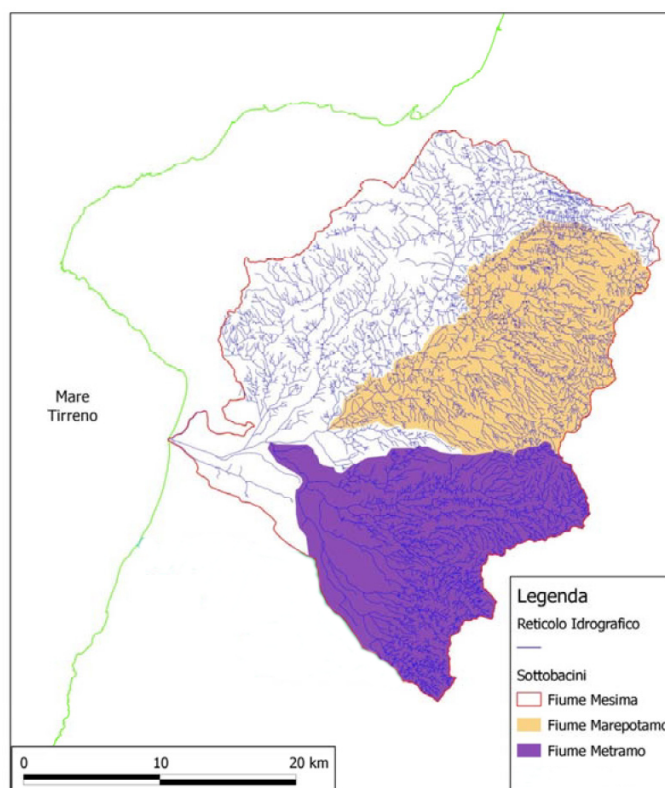 Mare
Tirreno
Legenda
Reticolo Idrografico
Sottobacini
Fiume Mesima
Fiume Marepotamo
Fiume Metramo
0 10 20 km